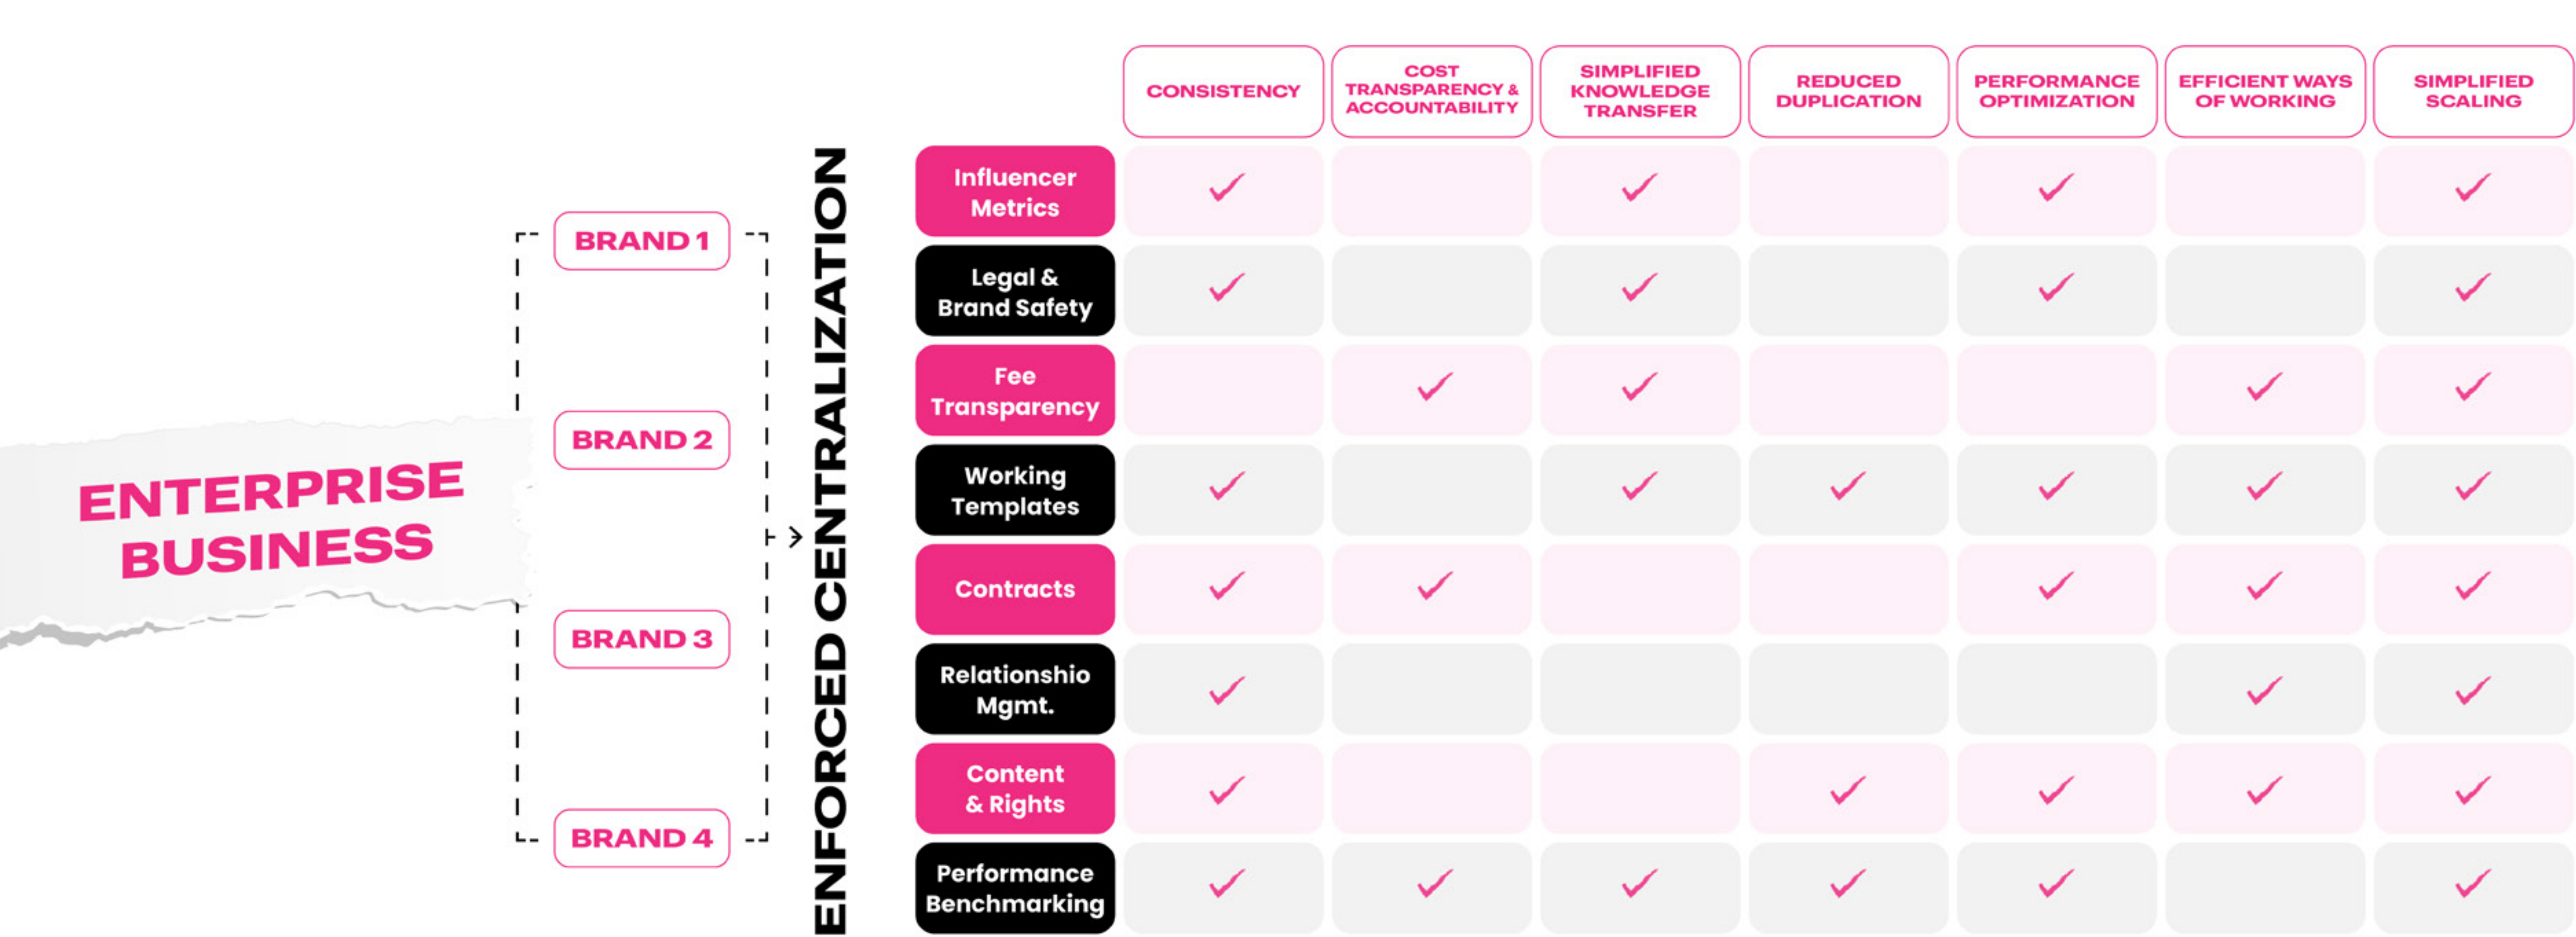 ENTERPRISE
BUSINESS
BRAND 1
BRAND 2
BRAND 3
BRAND 4
ENFORCED CENTRALIZATION
CONSISTENCY
COST
TRANSPARENCY &
ACCOUNTABILITY
SIMPLIFIED
KNOWLEDGE
TRANSFER
REDUCED
DUPLICATION
PERFORMANCE
OPTIMIZATION
EFFICIENT WAYS
OF WORKING
SIMPLIFIED
SCALING
Influencer
Metrics
Legal &
Brand Safety
Fee
Transparency
Working
Templates
Contracts
Relationshio
Mgmt.
Content
& Rights
Performance
Benchmarking